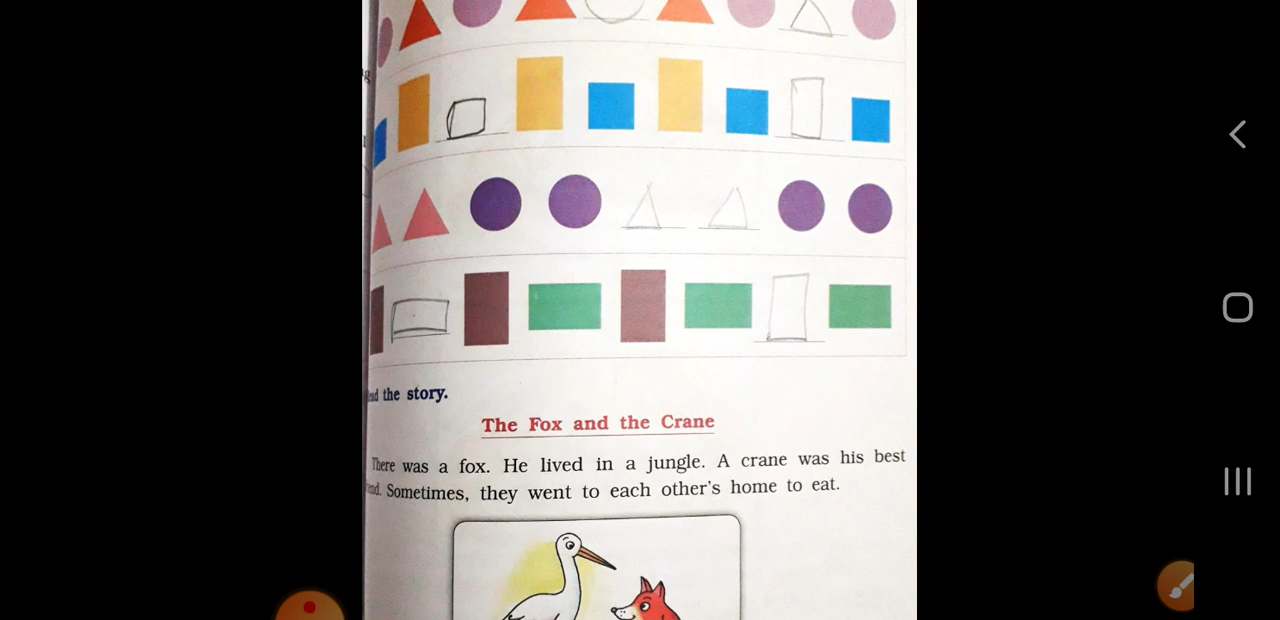 the story.
The Fox and the Crane
There was a fox. He lived in a jungle. A crane was his best
Sometimes, they went to each other's home to eat.